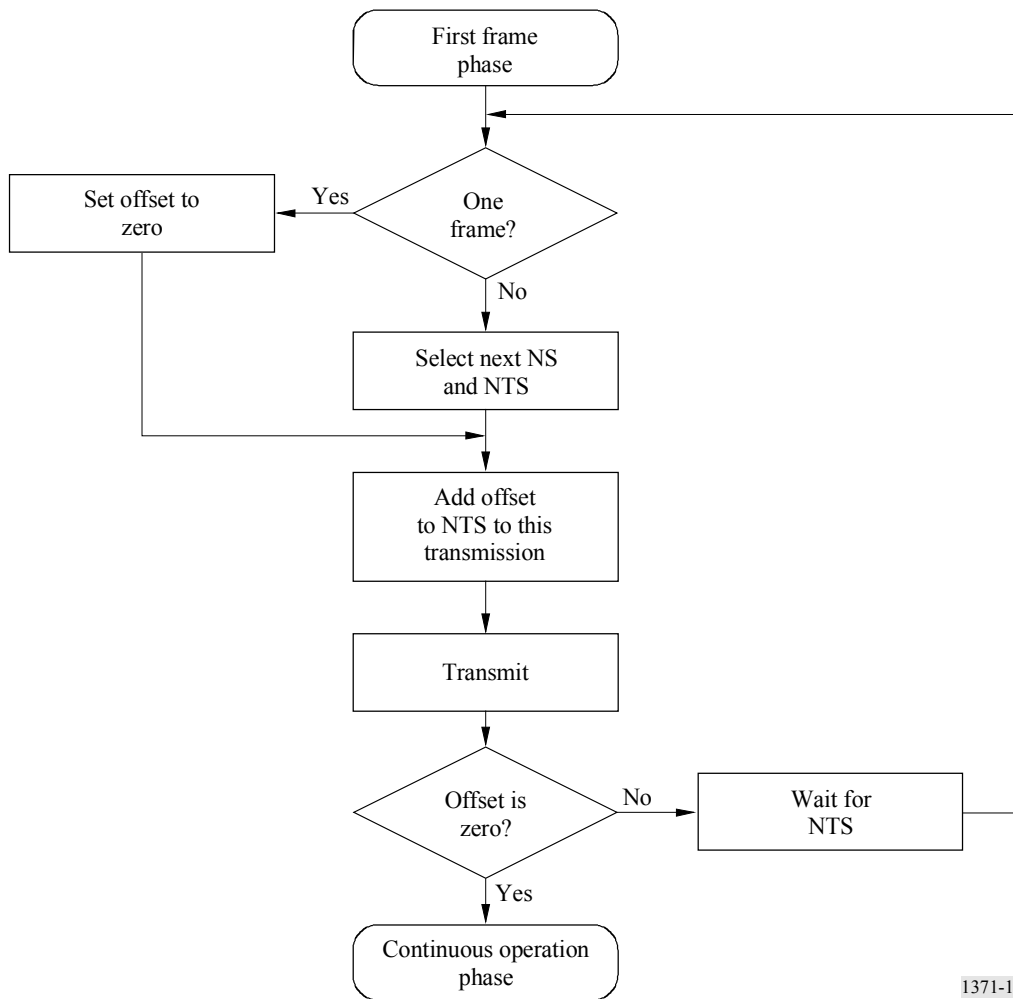 First frame
phase
One
frame?
Yes
Set offset to
zero
No
Select next NS
and NTS
Add offset
to NTS to this
transmission
Transmit
Offset is
zero?
No
Wait for
NTS
Yes
Continuous operation
phase
1371-1